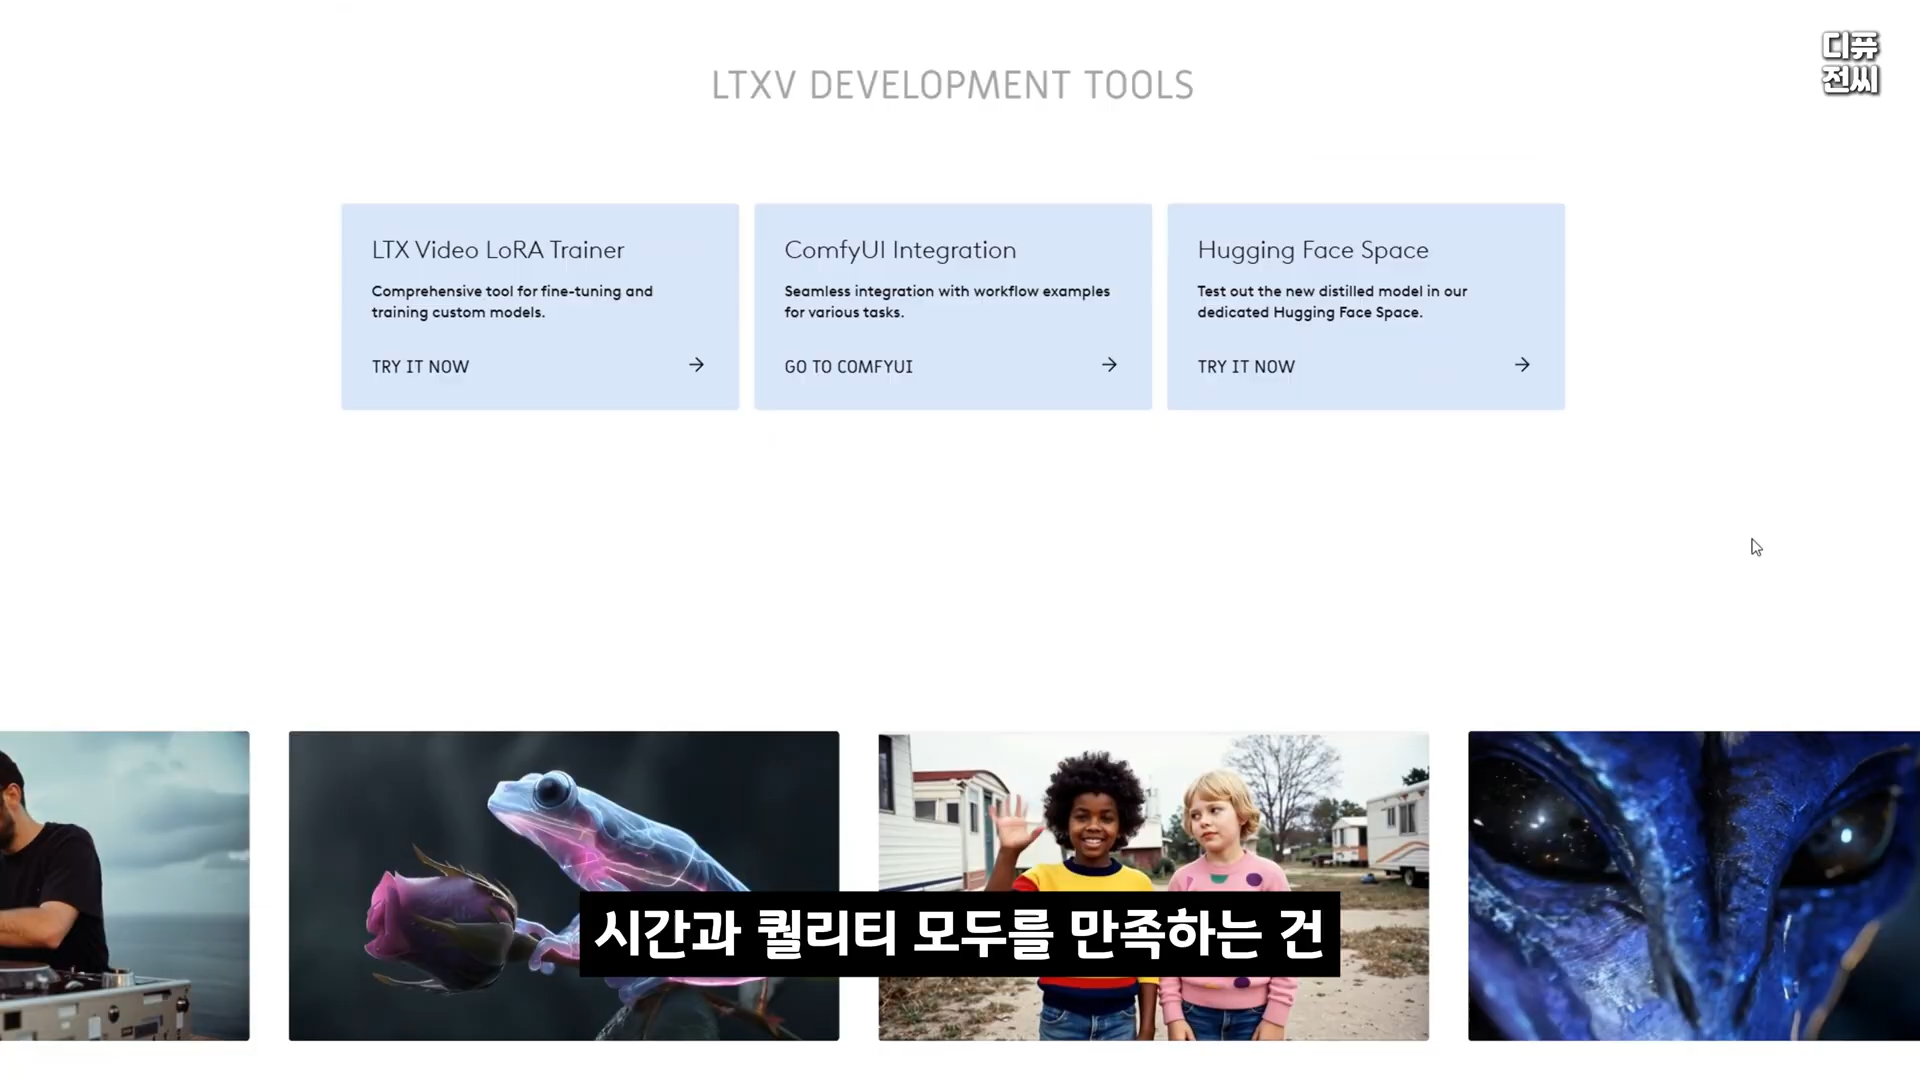 디퓨
전씨
LTXV DEVELOPMENT TOOLS
LTX Video LoRA Trainer
Comprehensive tool for fine-tuning and
training custom models.
TRY IT NOW
ComfyUI Integration
Seamless integration with workflow examples
for various tasks.
GO TO COMFYUI
Hugging Face Space
Test out the new distilled model in our
dedicated Hugging Face Space.
TRY IT NOW
시간과 퀄리티 모두를 만족하는 건